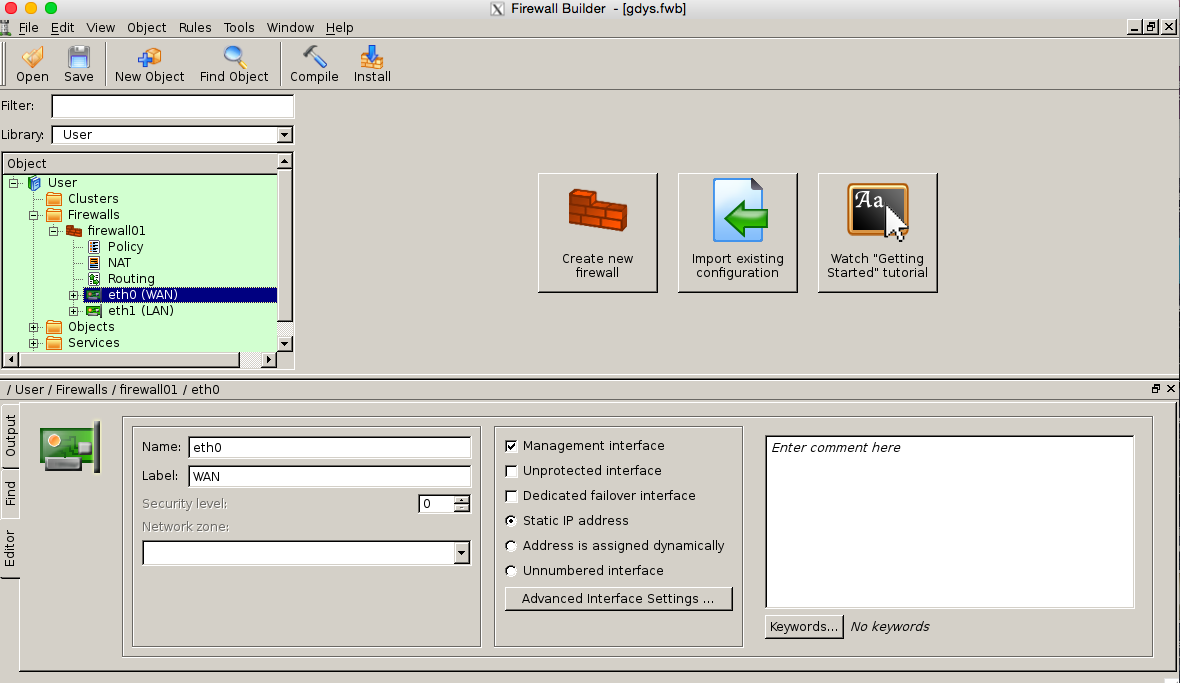 Firewall Builder - [gdys.fwb]
File Edit View Object Rules Tools Window Help
Open Save New Object Find Object Compile Install
Filter:
Library: User
Object
User
Clusters
Firewalls
firewall01
Policy
NAT
Routing
eth0 (WAN)
eth1 (LAN)
Objects
Services
Create new
firewall
Import existing
configuration
Aa
Watch "Getting
Started" tutorial
/ User / Firewalls / firewall01 / eth0
Output
Find
Editor
Name: eth0
Label: WAN
Security level: 0
Network zone:
Management interface
Unprotected interface
Dedicated failover interface
Static IP address
Address is assigned dynamically
Unnumbered interface
Advanced Interface Settings ...
Enter comment here
Keywords... No keywords